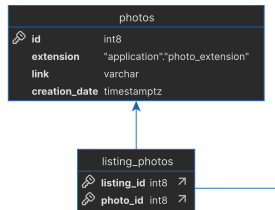 photos
id int8
extension "application"."photo_extension"
link varchar
creation_date timestamptz
listing_photos
listing_id int8
photo_id int8